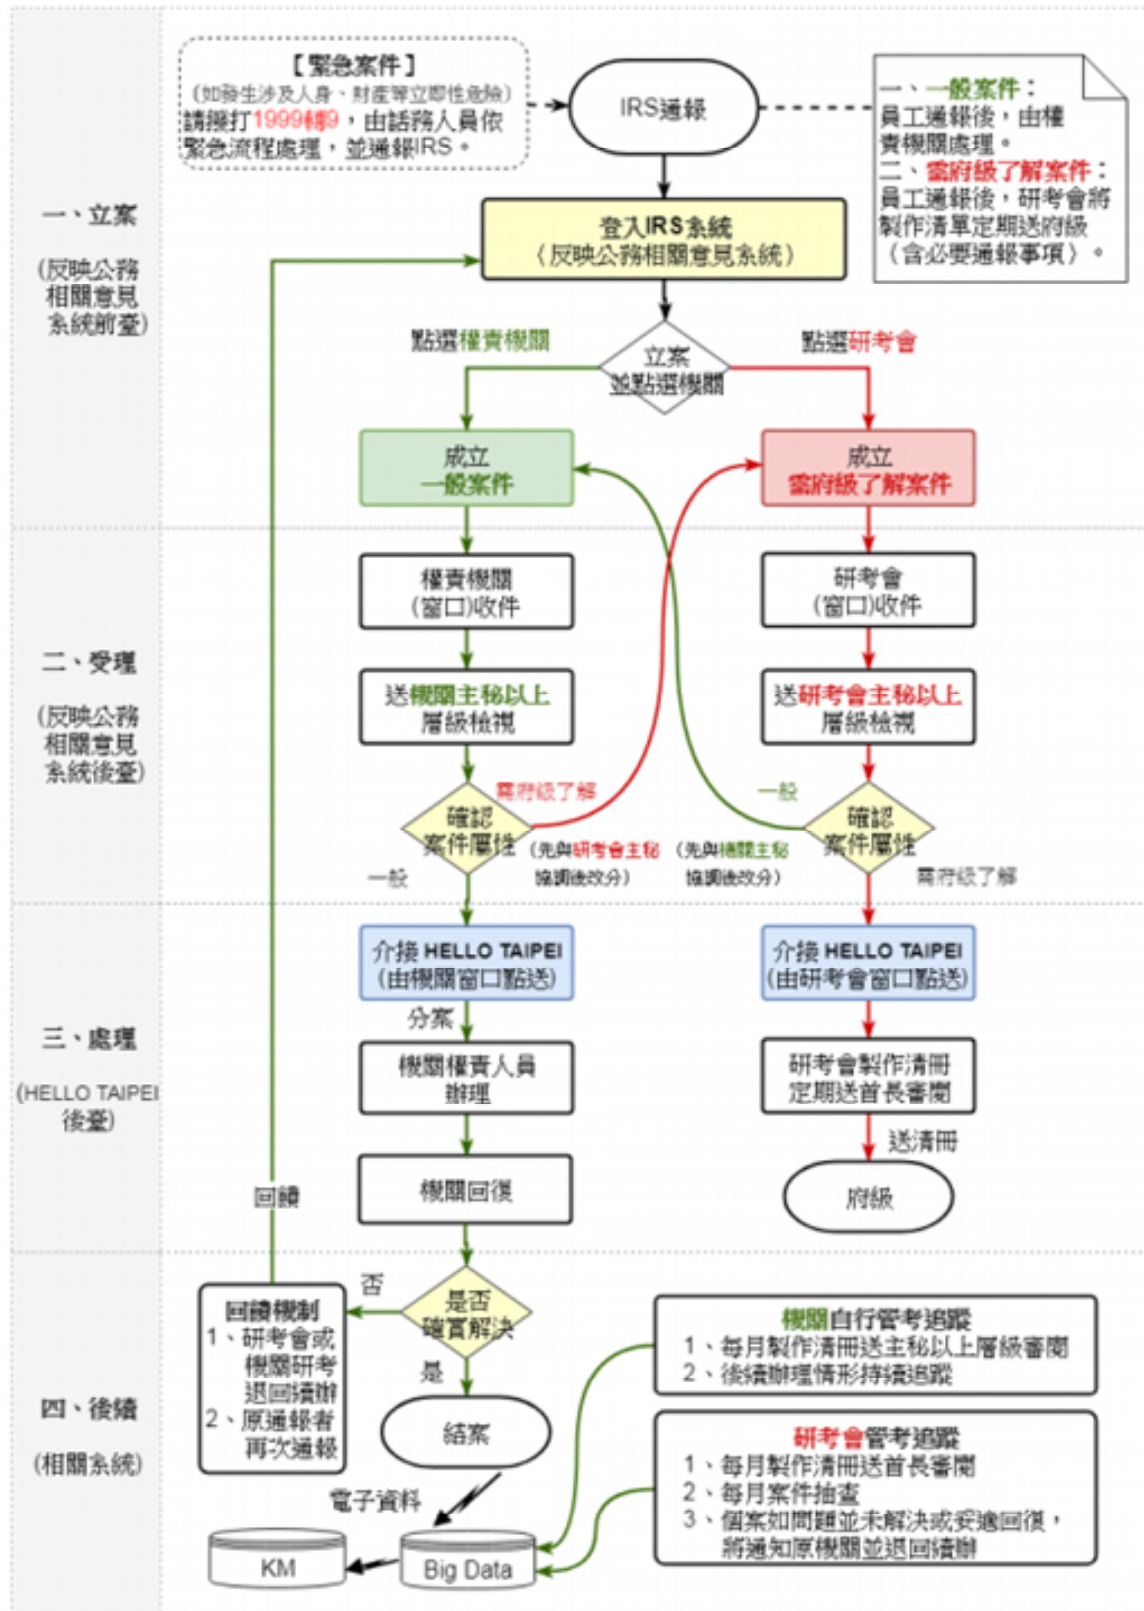 【緊急案件】
(如發生涉及人身、財產等立即性危險)
請撥打1999轉9，由話務人員依
緊急流程處理，並通報IRS。
IRS通報
一、一般案件：
員工通報後，由權
責機關處理。
二、需府級了解案件：
員工通報後，研考會將
製作清單定期送府級
（含必要通報事項）。
一、立案
(反映公務
相關意見
系統前臺)
登入IRS系統
（反映公務相關意見系統）
點選權責機關
立案
並點選機關
點選研考會
成立
一般案件
成立
需府級了解案件
二、受理
(反映公務
相關意見
系統後臺)
權責機關
(窗口)收件
研考會
(窗口)收件
送機關主秘以上
層級檢視
送研考會主秘以上
層級檢視
確認
案件屬性
需府級了解
(先與研考會主秘
協調後改分)
一般
一般
(先與機關主秘
協調後改分)
確認
案件屬性
需府級了解
三、處理
(HELLO TAIPEI
後臺)
介接 HELLO TAIPEI
(由機關窗口點送)
介接 HELLO TAIPEI
(由研考會窗口點送)
分案
機關權責人員
辦理
研考會製作清冊
定期送首長審閱
送清冊
機關回復
府級
回饋
四、後續
(相關系統)
是否
確實解決
否
是
回饋機制
1、研考會或
機關研考
退回續辦
2、原通報者
再次通報
結案
電子資料
KM
Big Data
機關自行管考追蹤
1、每月製作清冊送主秘以上層級審閱
2、後續辦理情形持續追蹤
研考會管考追蹤
1、每月製作清冊送首長審閱
2、每月案件抽查
3、個案如問題並未解決或妥適回復，
將通知原機關並退回續辦